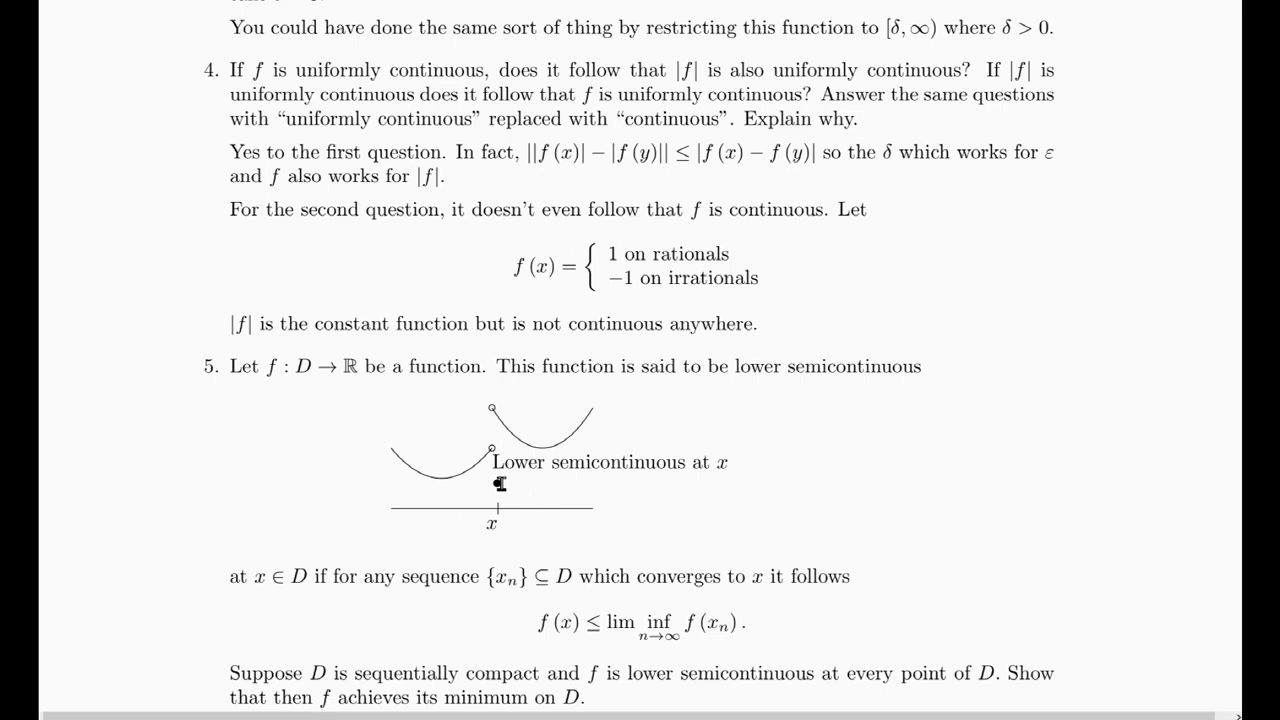 You could have done the same sort of thing by restricting this function to [δ, ∞) where δ > 0.
4. If f is uniformly continuous, does it follow that |f| is also uniformly continuous? If |f| is
uniformly continuous does it follow that f is uniformly continuous? Answer the same questions
with “uniformly continuous” replaced with “continuous”. Explain why.
Yes to the first question. In fact, ||f (x)| − |f (y)|| ≤ |f (x) − f (y)| so the δ which works for ε
and f also works for |f|.
For the second question, it doesn’t even follow that f is continuous. Let
f (x) = { 1 on rationals
−1 on irrationals
|f| is the constant function but is not continuous anywhere.
5. Let f : D → ℝ be a function. This function is said to be lower semicontinuous
Lower semicontinuous at x
x
at x ∈ D if for any sequence {xₙ} ⊆ D which converges to x it follows
f (x) ≤ lim inf f (xₙ) .
n→∞
Suppose D is sequentially compact and f is lower semicontinuous at every point of D. Show
that then f achieves its minimum on D.